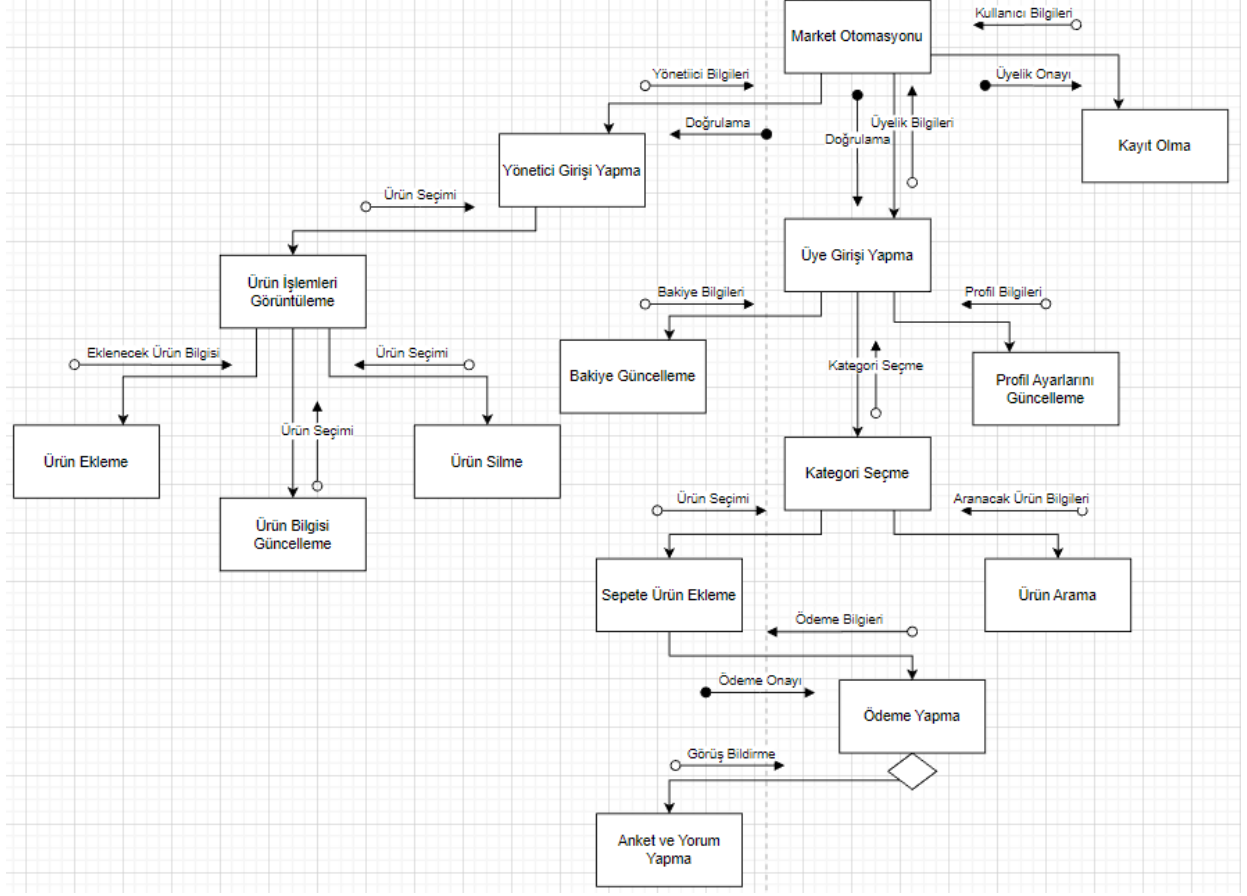 Kullanıcı Bilgileri
Market Otomasyonu
Yönetiici Bilgileri
Üyelik Onayı
Doğrulama
Üyelik Bilgileri
Doğrulama
Kayıt Olma
Yönetici Girişi Yapma
Ürün Seçimi
Üye Girişi Yapma
Ürün İşlemleri
Görüntüleme
Bakiye Bilgileri
Profil Bilgileri
Eklenecek Ürün Bilgisi
Ürün Seçimi
Kategori Seçme
Bakiye Güncelleme
Profil Ayarlarını
Güncelleme
Ürün Seçimi
Ürün Ekleme
Ürün Silme
Kategori Seçme
Ürün Seçimi
Aranacak Ürün Bilgileri
Ürün Bilgisi
Güncelleme
Sepete Ürün Ekleme
Ürün Arama
Ödeme Bilgieri
Ödeme Onayı
Ödeme Yapma
Görüş Bildirme
Anket ve Yorum
Yapma